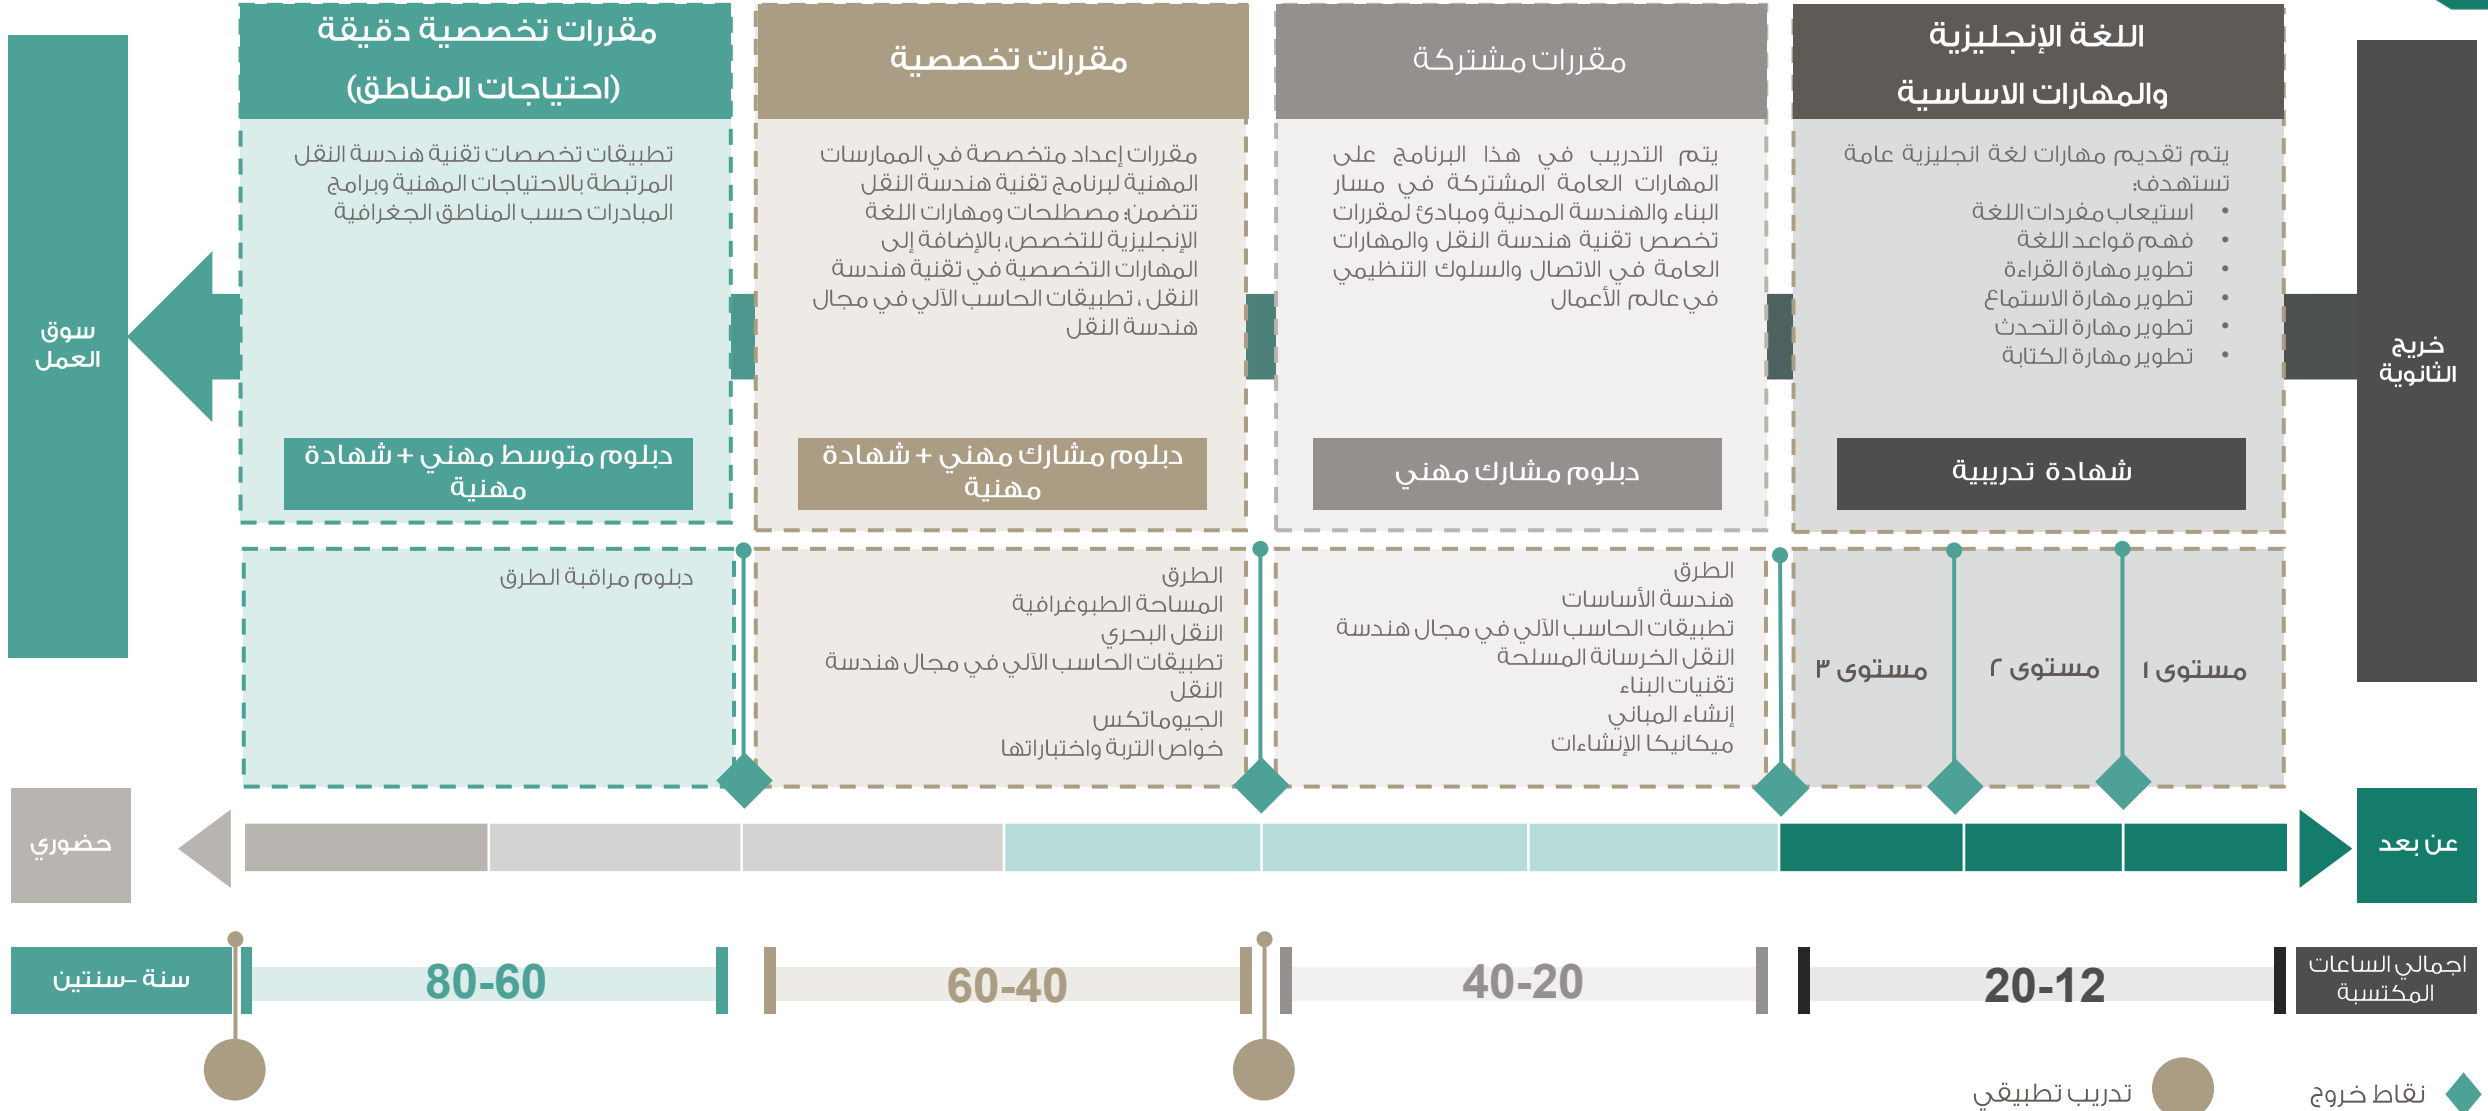 اللغة الإنجليزية
والمهارات الاساسية
مقررات مشتركة
مقررات تخصصية
مقررات تخصصية دقيقة
(احتياجات المناطق)
خريج
الثانوية
يتم تقديم مهارات لغة انجليزية عامة
تستهدف:
• استيعاب مفردات اللغة
• فهم قواعد اللغة
• تطوير مهارة القراءة
• تطوير مهارة الاستماع
• تطوير مهارة التحدث
• تطوير مهارة الكتابة
شهادة تدريبية
يتم التدريب في هذا البرنامج على
المهارات العامة المشتركة في مسار
البناء والهندسة المدنية ومبادئ لمقررات
تخصص تقنية هندسة النقل والمهارات
العامة في الاتصال والسلوك التنظيمي
في عالم الأعمال
دبلوم مشارك مهني
مقررات إعداد متخصصة في الممارسات
المهنية لبرنامج تقنية هندسة النقل
تتضمن: مصطلحات ومهارات اللغة
الإنجليزية للتخصص، بالإضافة إلى
المهارات التخصصية في تقنية هندسة
النقل ، تطبيقات الحاسب الآلي في مجال
هندسة النقل
دبلوم مشارك مهني + شهادة
مهنية
تطبيقات تخصصات تقنية هندسة النقل
المرتبطة بالاحتياجات المهنية وبرامج
المبادرات حسب المناطق الجغرافية
دبلوم متوسط مهني + شهادة
مهنية
سوق
العمل
مستوى ١
مستوى ٢
مستوى ٣
الطرق
هندسة الأساسات
تطبيقات الحاسب الآلي في مجال هندسة
النقل الخرسانة المسلحة
تقنيات البناء
إنشاء المباني
ميكانيكا الإنشاءات
الطرق
المساحة الطبوغرافية
النقل البحري
تطبيقات الحاسب الآلي في مجال هندسة
النقل
الجيوماتكس
خواص التربة واختباراتها
دبلوم مراقبة الطرق
عن بعد
حضوري
اجمالي الساعات
المكتسبة
20-12
40-20
60-40
80-60
سنة –سنتين
نقاط خروج
تدريب تطبيقي